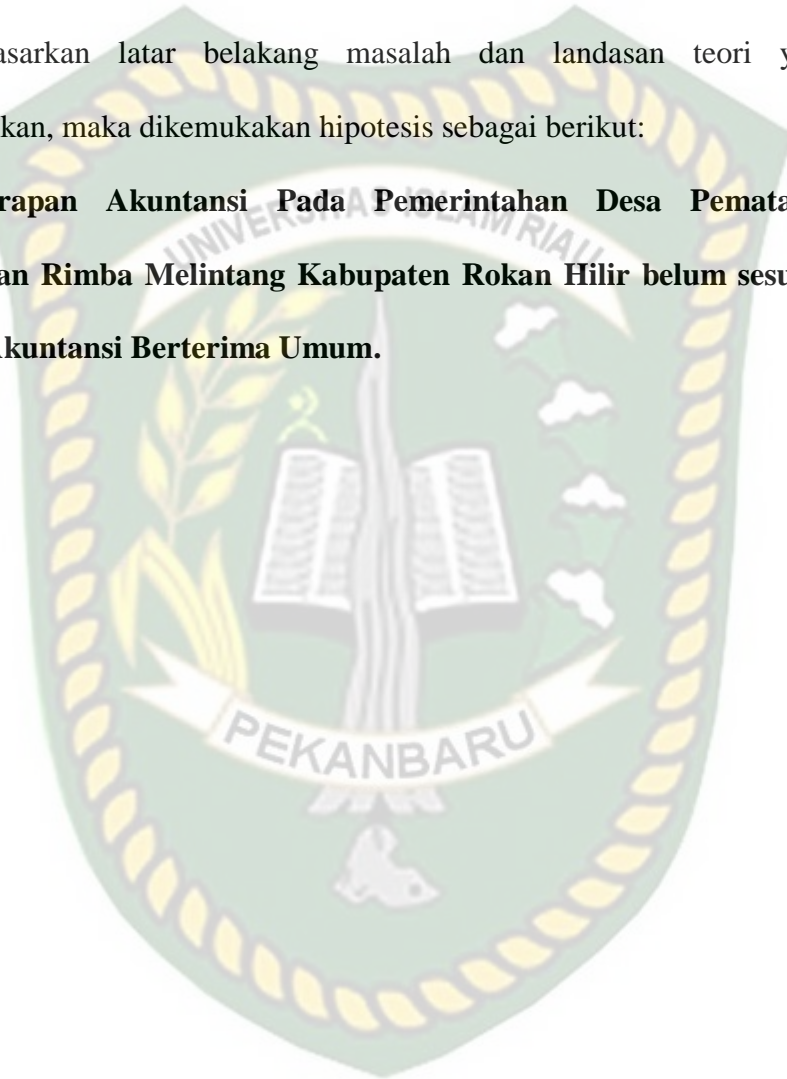 asarkan latar belakang masalah dan landasan teori y
kan, maka dikemukakan hipotesis sebagai berikut:
rapan Akuntansi Pada Pemerintahan Desa Pemata
an Rimba Melintang Kabupaten Rokan Hilir belum sesu
Akuntansi Berterima Umum.
UNIVERSITAS ISLAM RIAU
PEKANBARU